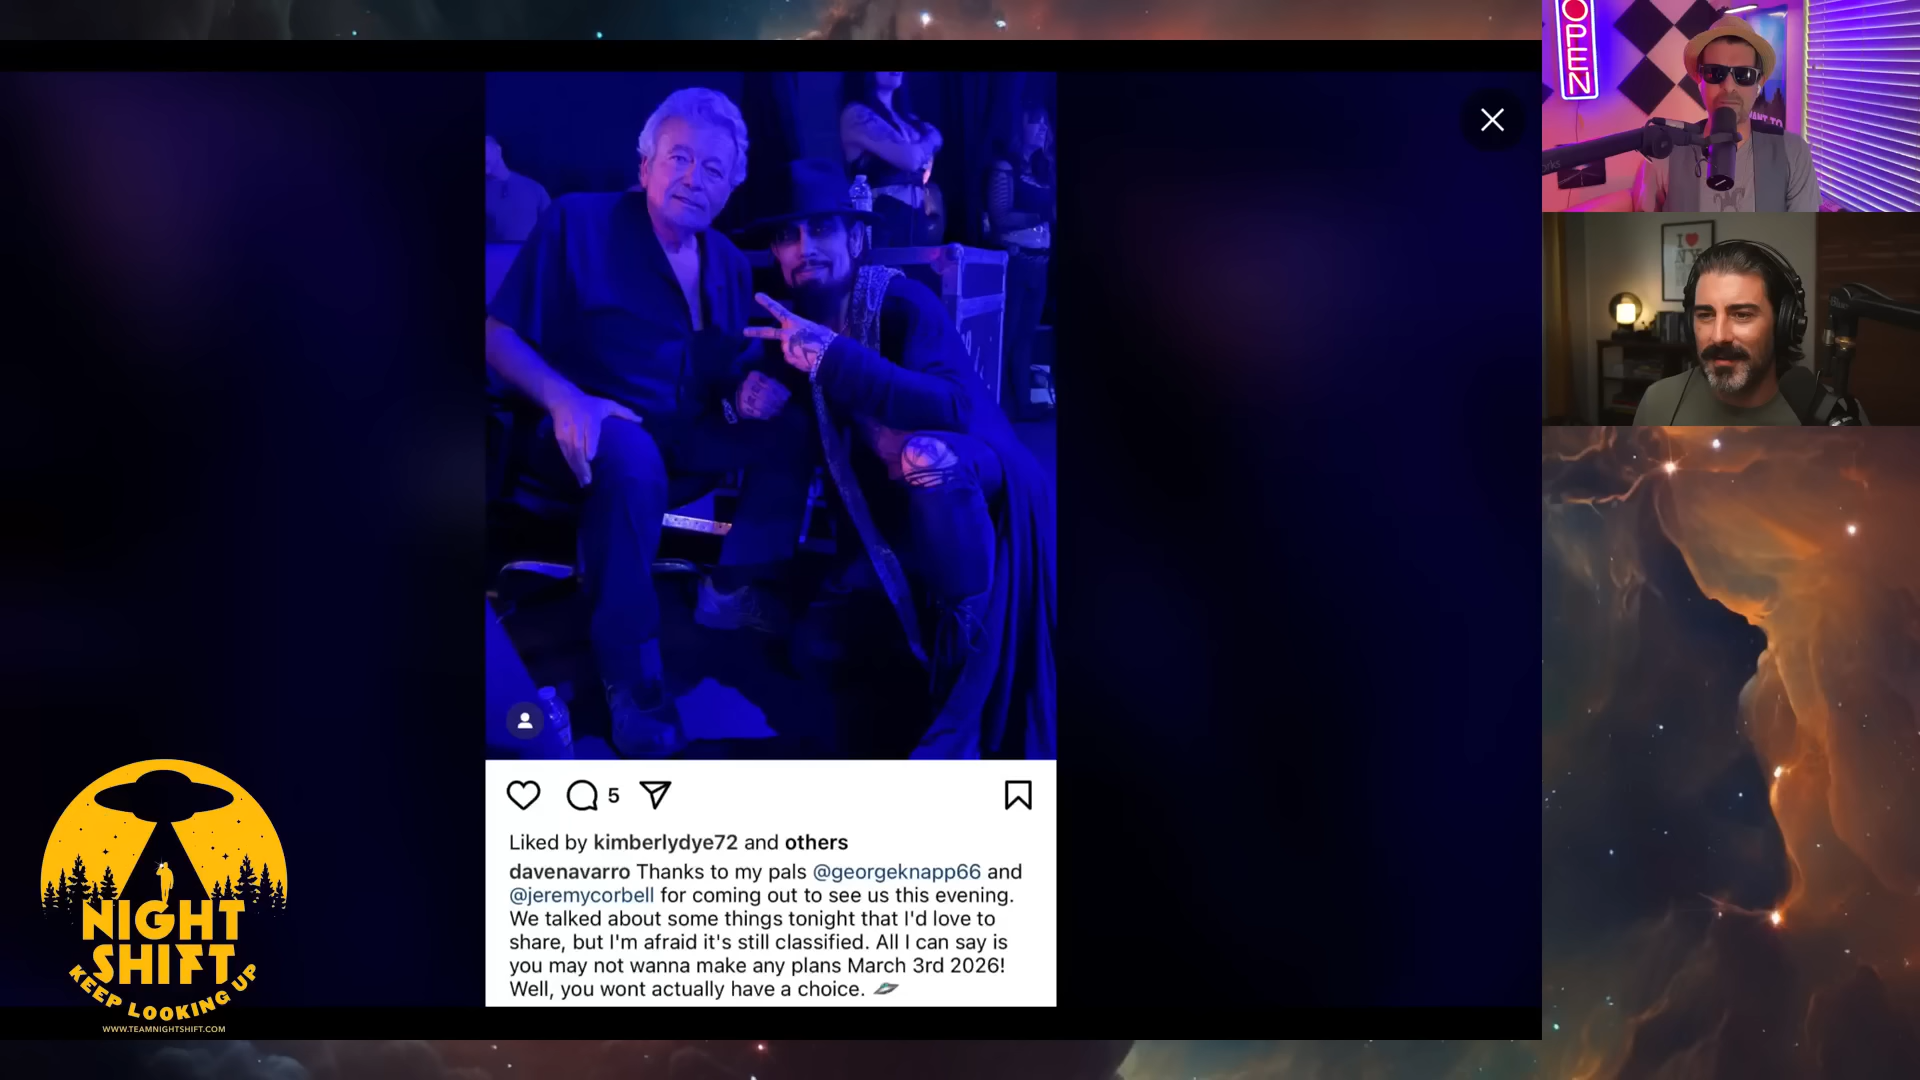 OPEN
I ♥
NY
5
Liked by kimberlydye72 and others
davenavarro Thanks to my pals @georgeknapp66 and
@jeremycorbell for coming out to see us this evening.
We talked about some things tonight that I'd love to
share, but I'm afraid it's still classified. All I can say is
you may not wanna make any plans March 3rd 2026!
Well, you wont actually have a choice. 🛸
NIGHT
SHIFT
KEEP LOOKING UP
WWW.TEAMNIGHTSHIFT.COM